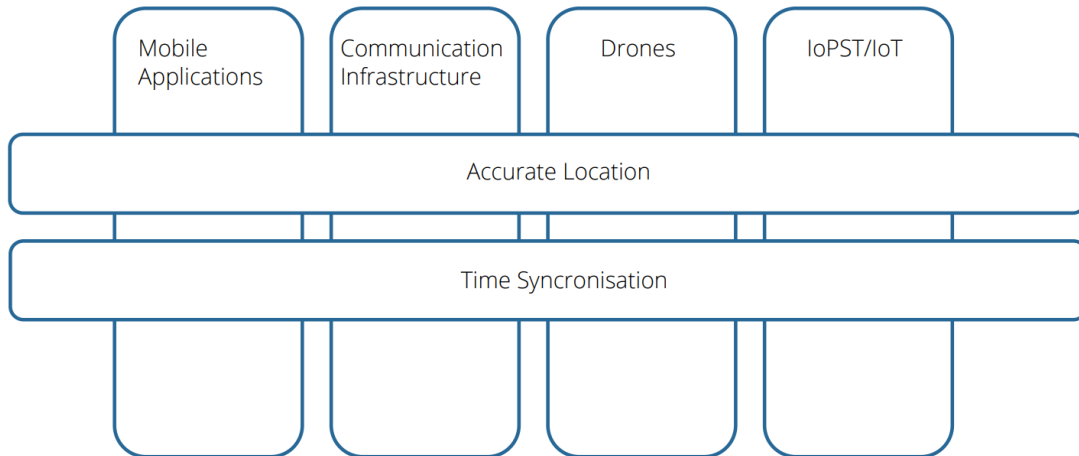 Mobile
Applications
Communication
Infrastructure
Drones
IoPST/IoT
Accurate Location
Time Syncronisation